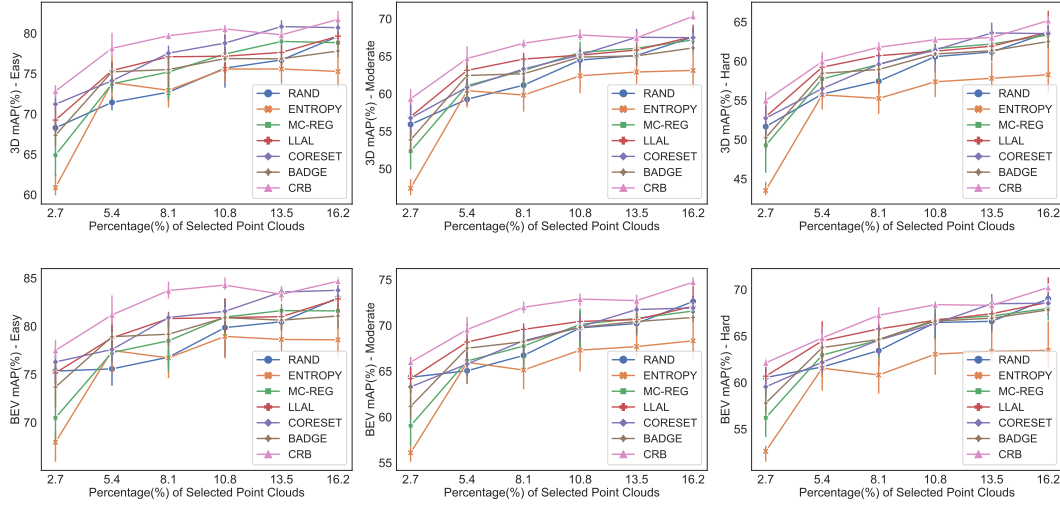 3D mAP(%) - Easy
80
75
70
65
60
RAND
ENTROPY
MC-REG
LLAL
CORESET
BADGE
CRB
2.7 5.4 8.1 10.8 13.5 16.2
Percentage(%) of Selected Point Clouds
3D mAP(%) - Moderate
70
65
60
55
50
RAND
ENTROPY
MC-REG
LLAL
CORESET
BADGE
CRB
2.7 5.4 8.1 10.8 13.5 16.2
Percentage(%) of Selected Point Clouds
3D mAP(%) - Hard
65
60
55
50
45
RAND
ENTROPY
MC-REG
LLAL
CORESET
BADGE
CRB
2.7 5.4 8.1 10.8 13.5 16.2
Percentage(%) of Selected Point Clouds
BEV mAP(%) - Easy
85
80
75
70
RAND
ENTROPY
MC-REG
LLAL
CORESET
BADGE
CRB
2.7 5.4 8.1 10.8 13.5 16.2
Percentage(%) of Selected Point Clouds
BEV mAP(%) - Moderate
75
70
65
60
55
RAND
ENTROPY
MC-REG
LLAL
CORESET
BADGE
CRB
2.7 5.4 8.1 10.8 13.5 16.2
Percentage(%) of Selected Point Clouds
BEV mAP(%) - Hard
70
65
60
55
RAND
ENTROPY
MC-REG
LLAL
CORESET
BADGE
CRB
2.7 5.4 8.1 10.8 13.5 16.2
Percentage(%) of Selected Point Clouds